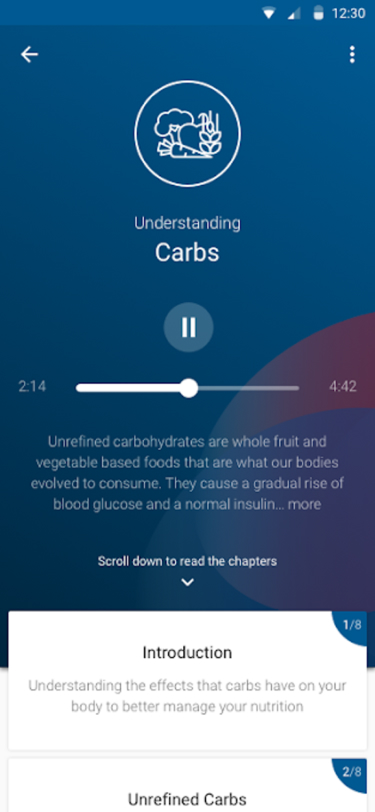 12:30
Understanding
Carbs
2:14
4:42
Unrefined carbohydrates are whole fruit and
vegetable based foods that are what our bodies
evolved to consume. They cause a gradual rise of
blood glucose and a normal insulin... more
Scroll down to read the chapters
1/8
Introduction
Understanding the effects that carbs have on your
body to better manage your nutrition
2/8
Unrefined Carbs